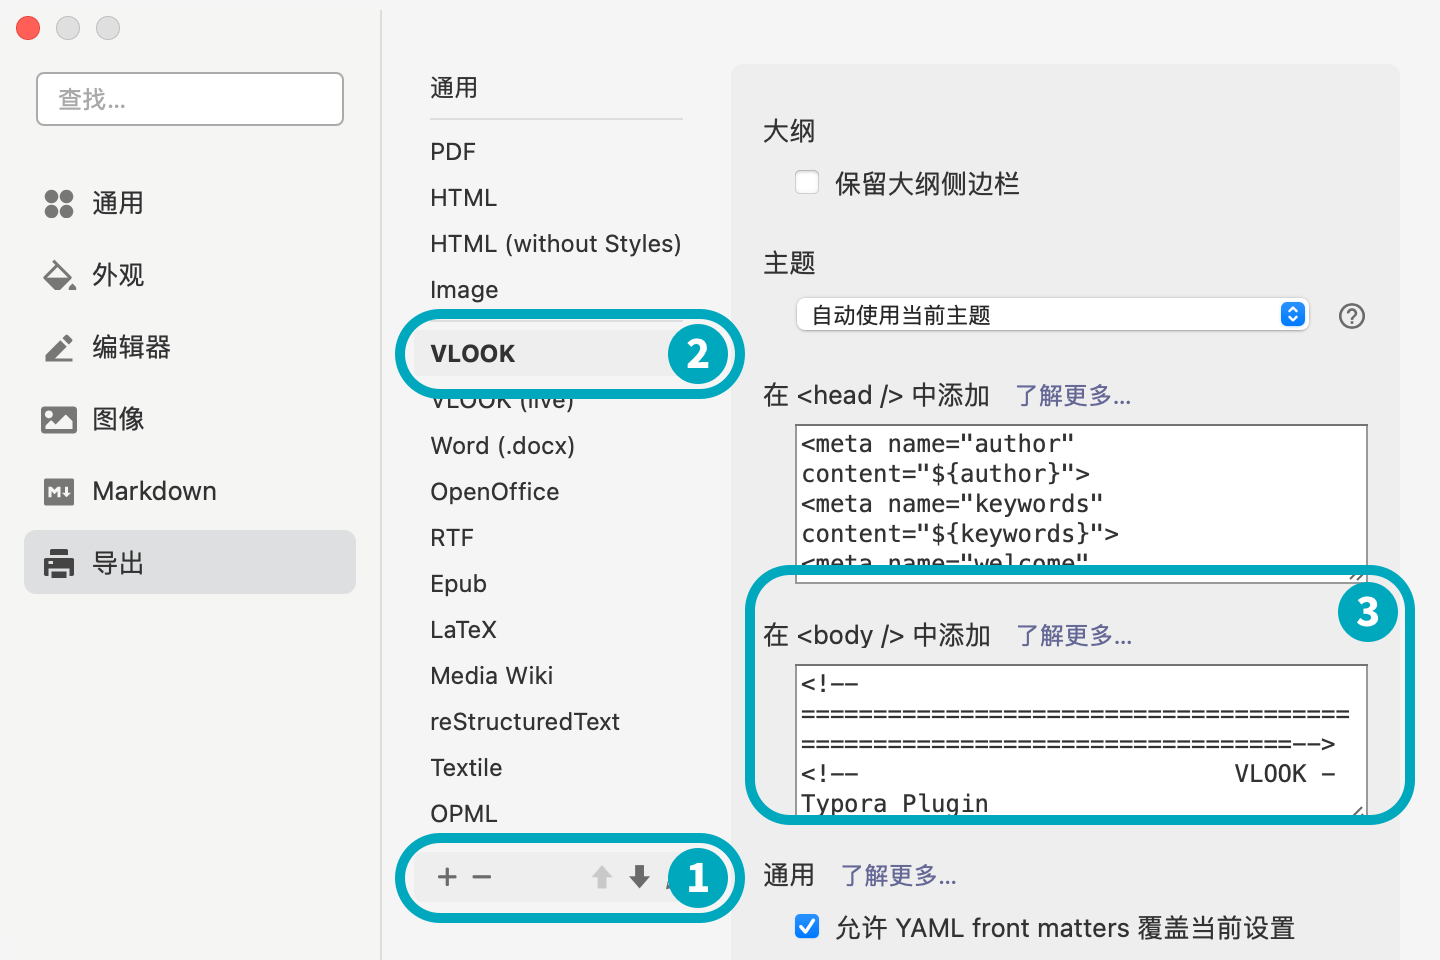 查找...
通用
外观
编辑器
图像
Markdown
导出
通用
PDF
HTML
HTML (without Styles)
Image
VLOOK
2
VLOOK (live)
Word (.docx)
OpenOffice
RTF
Epub
LaTeX
Media Wiki
reStructuredText
Textile
OPML
1
大纲
保留大纲侧边栏
主题
自动使用当前主题
在 <head /> 中添加 了解更多...
<meta name="author"
content="${author}">
<meta name="keywords"
content="${keywords}">
<meta name="welcome"
3
在 <body /> 中添加 了解更多...
<!--
======================================
==================================-->
<!-- VLOOK -
Typora Plugin
通用 了解更多...
允许 YAML front matters 覆盖当前设置